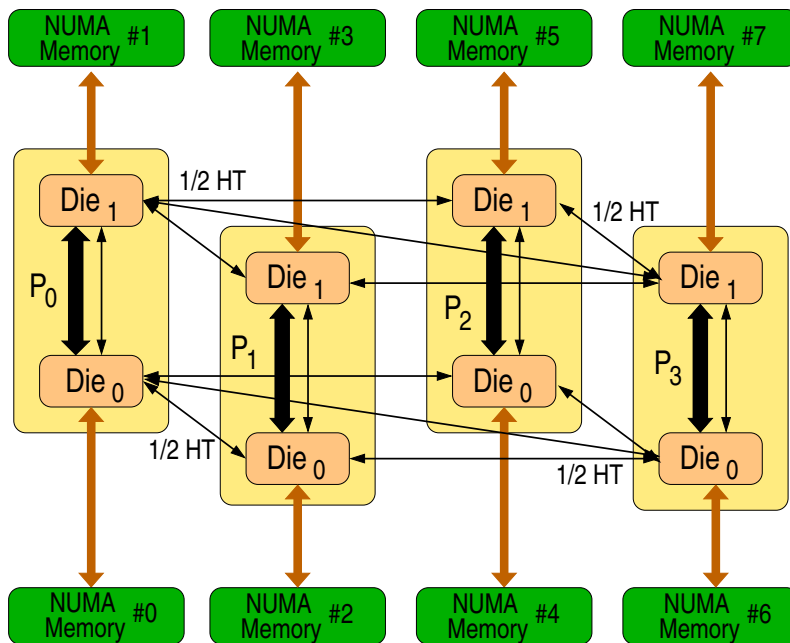 NUMA Memory #1
NUMA Memory #3
NUMA Memory #5
NUMA Memory #7
1/2 HT
Die 1
Die 1
1/2 HT
Die 1
Die 1
P0
P1
P2
P3
Die 0
Die 0
Die 0
Die 0
1/2 HT
1/2 HT
NUMA Memory #0
NUMA Memory #2
NUMA Memory #4
NUMA Memory #6